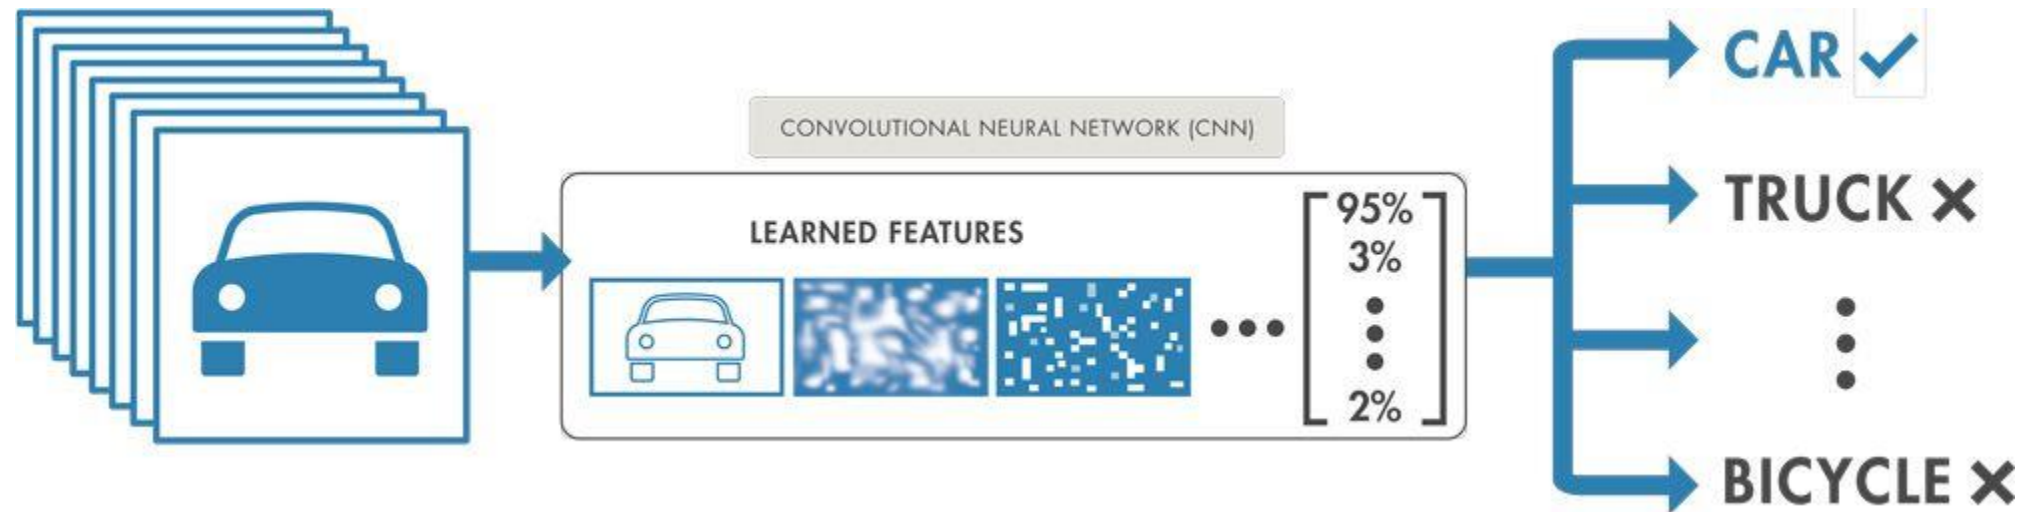 CONVOLUTIONAL NEURAL NETWORK (CNN)
LEARNED FEATURES
95%
3%
2%
CAR
TRUCK
BICYCLE